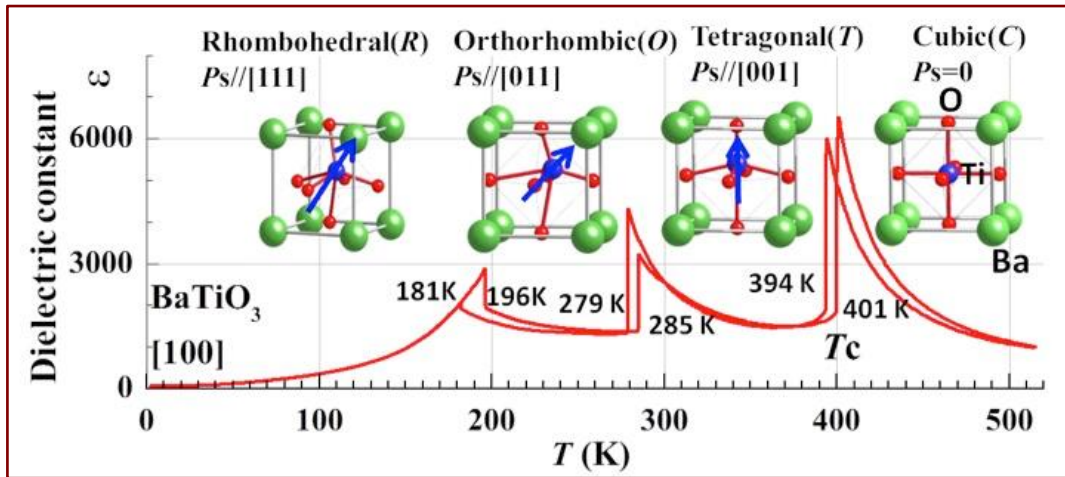 Rhombohedral(R)
Ps//[111]
Orthorhombic(O)
Ps//[011]
Tetragonal(T)
Ps//[001]
Cubic(C)
Ps=0
O
Ti
Ba
Dielectric constant ε
6000
3000
0
181K
196K
279 K
285 K
394 K
401 K
Tc
BaTiO₃
[100]
0
100
200
300
400
500
T (K)